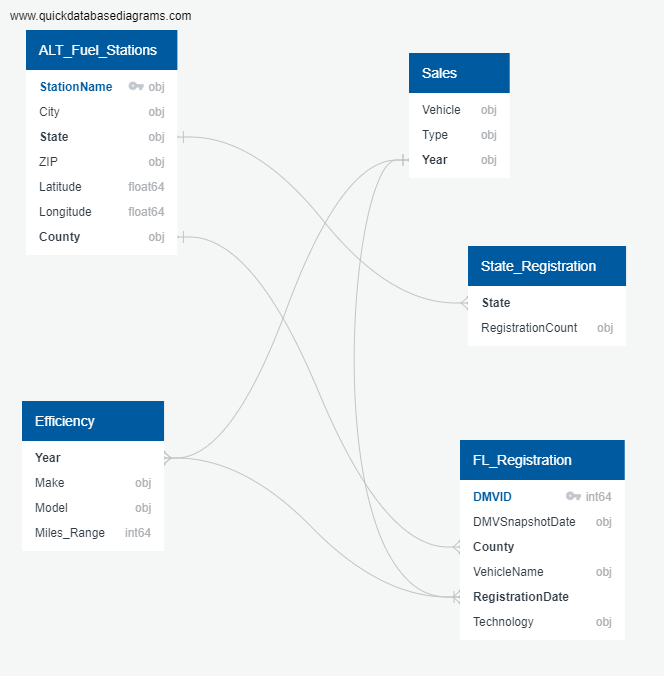 www.quickdatabasediagrams.com
ALT_Fuel_Stations
StationName obj
City obj
State obj
ZIP obj
Latitude float64
Longitude float64
County obj
Sales
Vehicle obj
Type obj
Year obj
State_Registration
State
RegistrationCount obj
Efficiency
Year
Make obj
Model obj
Miles_Range int64
FL_Registration
DMVID int64
DMVSnapshotDate obj
County
VehicleName obj
RegistrationDate
Technology obj